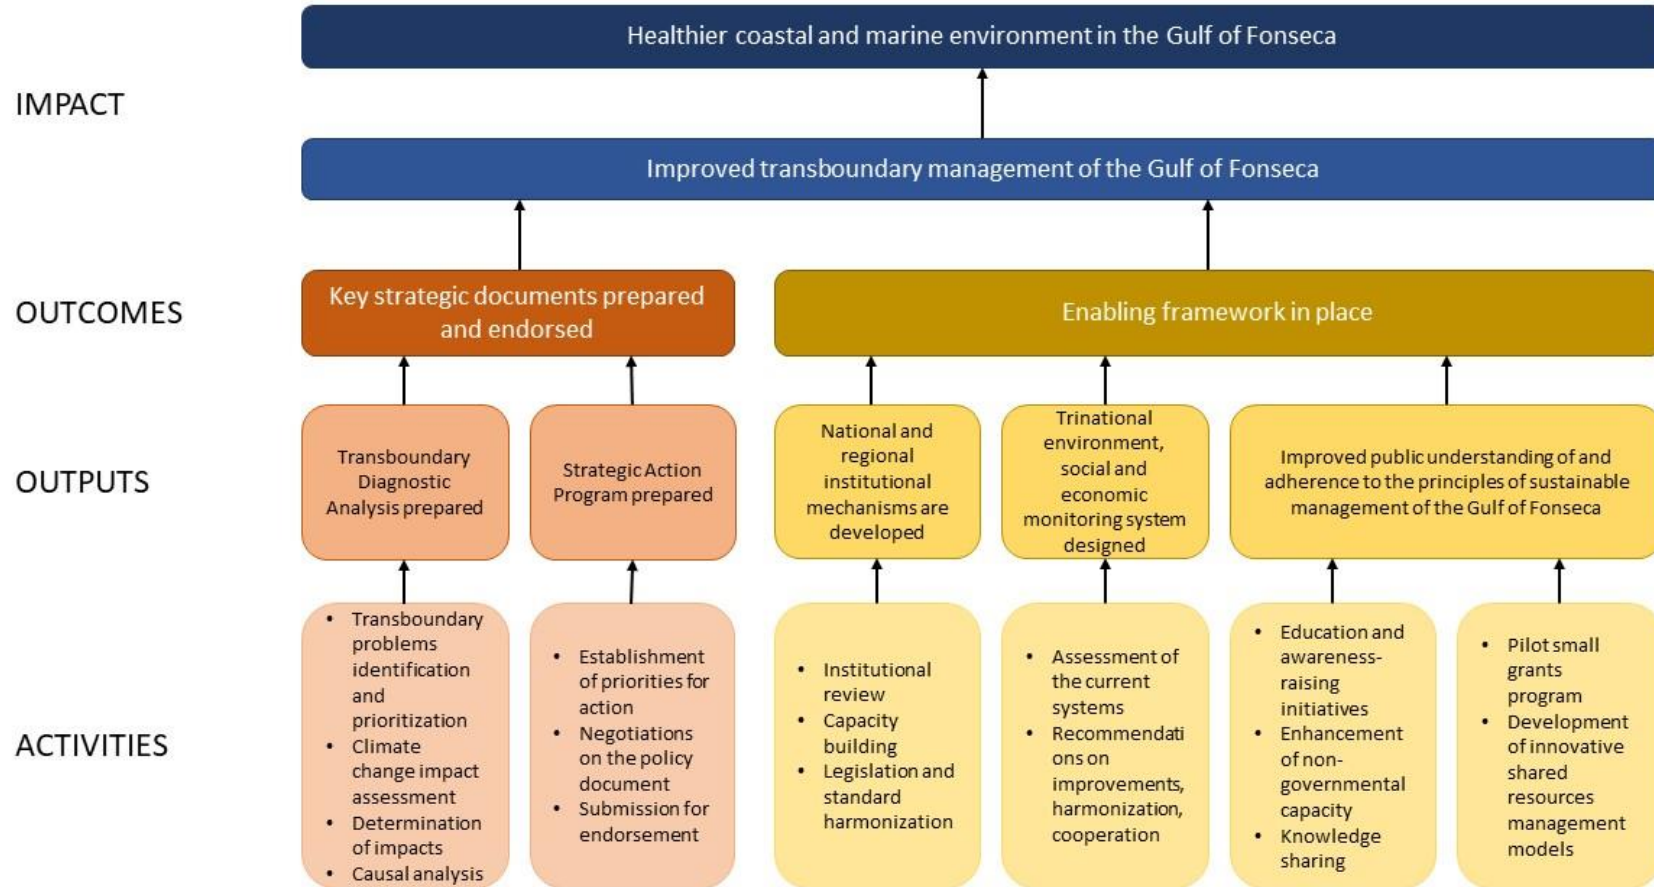 Healthier coastal and marine environment in the Gulf of Fonseca
IMPACT
Improved transboundary management of the Gulf of Fonseca
OUTCOMES
Key strategic documents prepared
and endorsed
Enabling framework in place
OUTPUTS
Transboundary
Diagnostic
Analysis prepared
Strategic Action
Program prepared
National and
regional
institutional
mechanisms are
developed
Trinational
environment,
social and
economic
monitoring system
designed
Improved public understanding of and
adherence to the principles of sustainable
management of the Gulf of Fonseca
ACTIVITIES
• Transboundary
problems
identification
and
prioritization
• Climate
change impact
assessment
• Determination
of impacts
• Causal analysis
• Establishment
of priorities for
action
• Negotiations
on the policy
document
• Submission for
endorsement
• Institutional
review
• Capacity
building
• Legislation and
standard
harmonization
• Assessment of
the current
systems
• Recommendati
ons on
improvements,
harmonization,
cooperation
• Education and
awareness-
raising
initiatives
• Enhancement
of non-
governmental
capacity
• Knowledge
sharing
• Pilot small
grants
program
• Development
of innovative
shared
resources
management
models